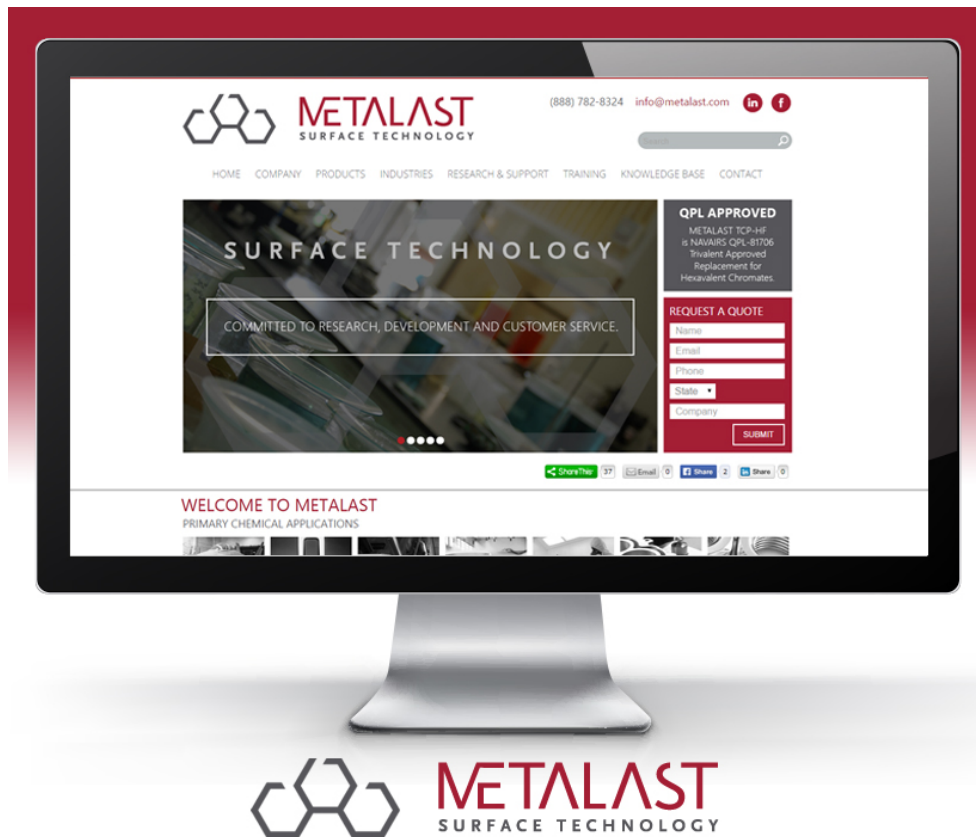 METALAST
SURFACE TECHNOLOGY
(888) 782-8324 info@metalast.com in f
Search
HOME COMPANY PRODUCTS INDUSTRIES RESEARCH & SUPPORT TRAINING KNOWLEDGE BASE CONTACT
SURFACE TECHNOLOGY
COMMITTED TO RESEARCH, DEVELOPMENT AND CUSTOMER SERVICE.
QPL APPROVED
METALAST TCP-HF
is NAVAIRS QPL-81706
Trivalent Approved
Replacement for
Hexavalent Chromates.
REQUEST A QUOTE
Name
Email
Phone
State
Company
SUBMIT
ShareThis 37 Email 0 f Share 2 in Share 0
WELCOME TO METALAST
PRIMARY CHEMICAL APPLICATIONS
METALAST
SURFACE TECHNOLOGY